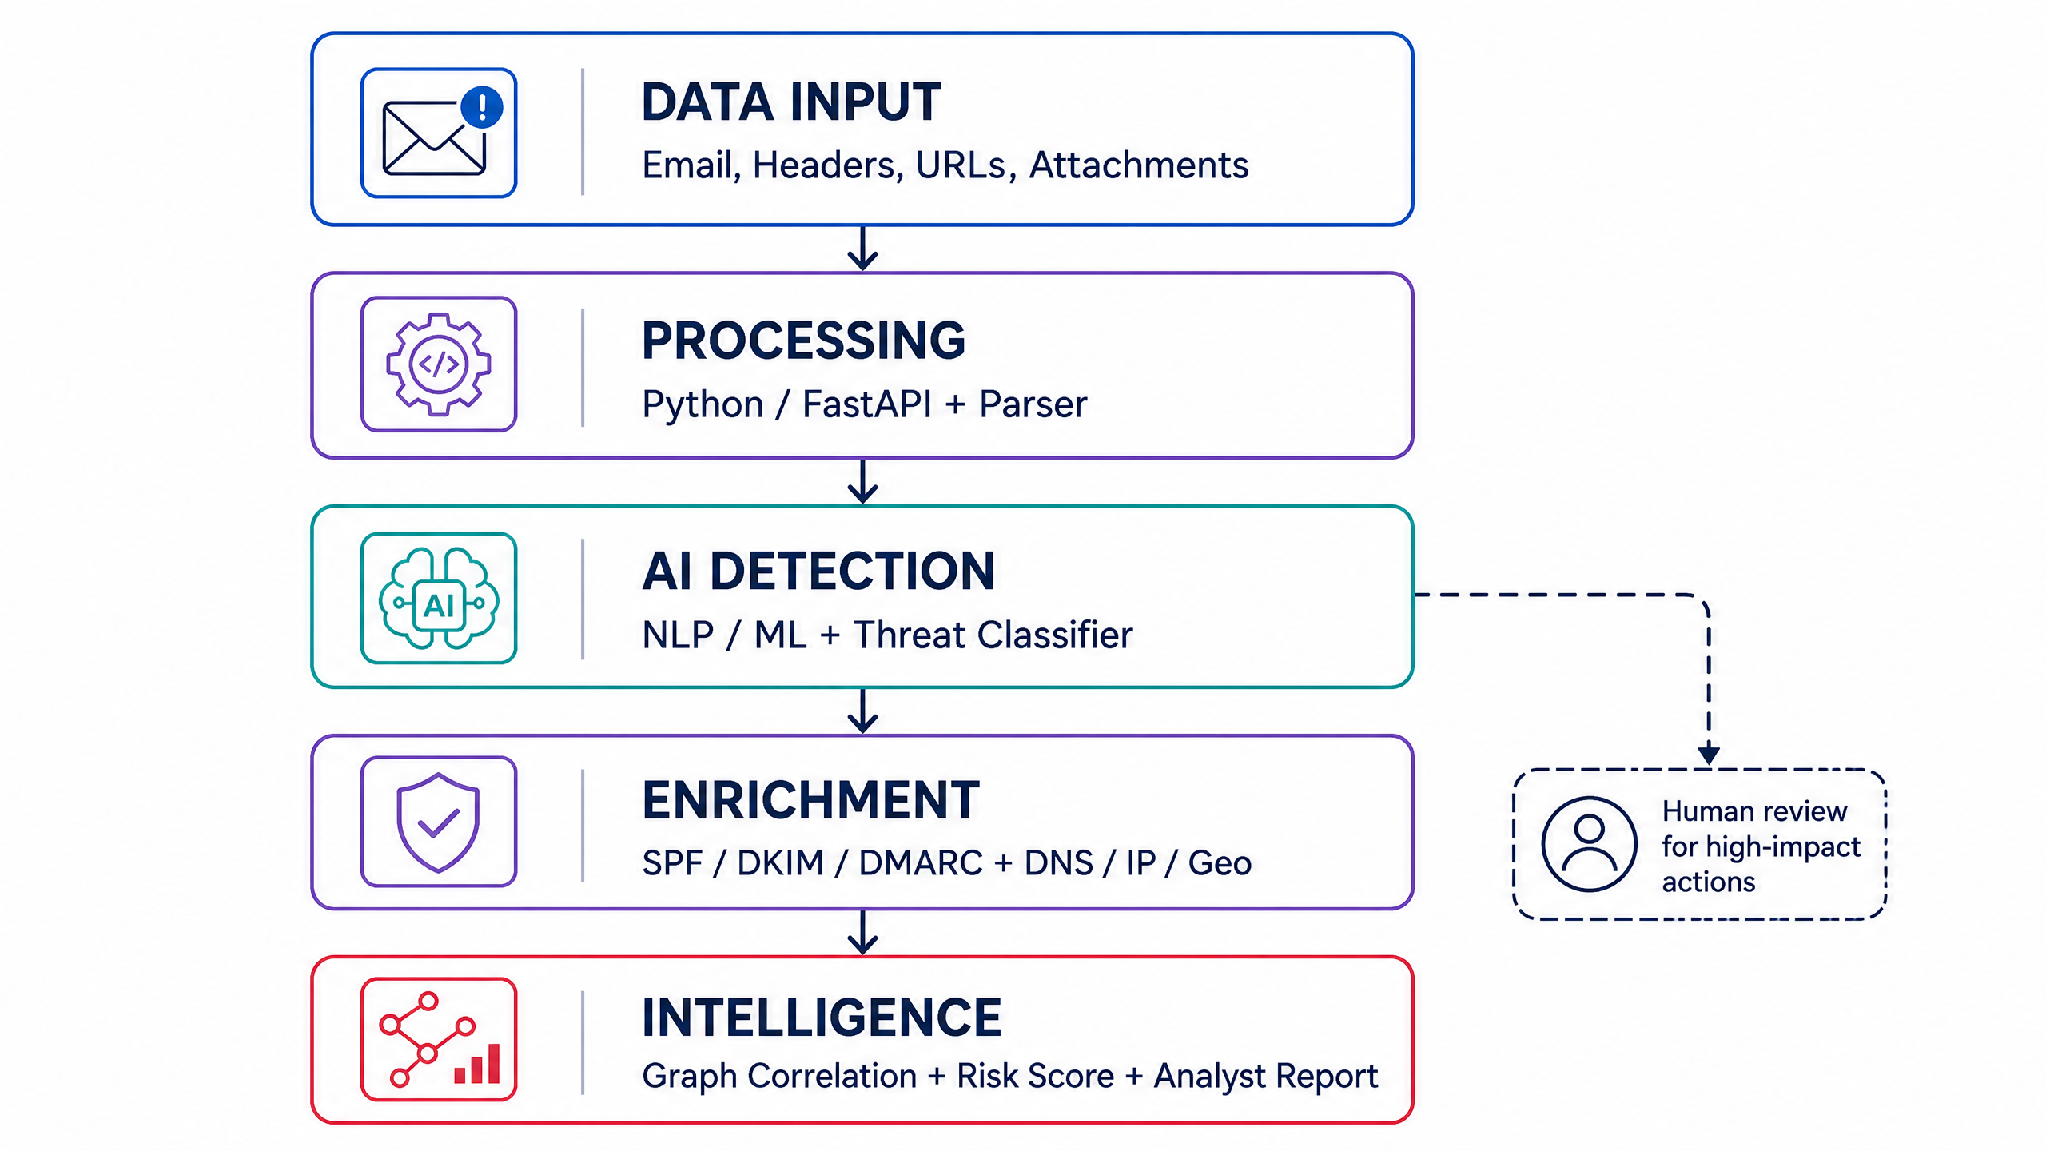 !
DATA INPUT
Email, Headers, URLs, Attachments
</>
PROCESSING
Python / FastAPI + Parser
AI
AI DETECTION
NLP / ML + Threat Classifier
ENRICHMENT
SPF / DKIM / DMARC + DNS / IP / Geo
Human review
for high-impact
actions
INTELLIGENCE
Graph Correlation + Risk Score + Analyst Report